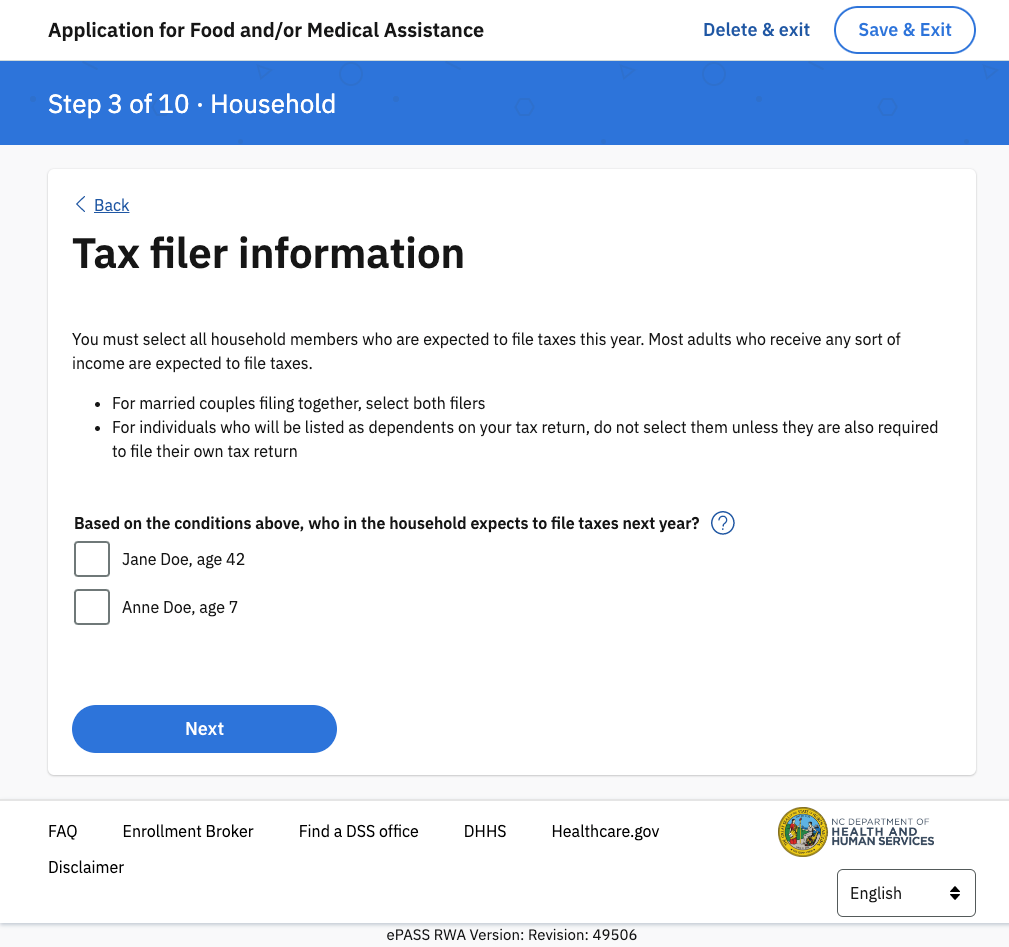 Application for Food and/or Medical Assistance
Delete & exit
Save & Exit
Step 3 of 10 · Household
Back
Tax filer information
You must select all household members who are expected to file taxes this year. Most adults who receive any sort of
income are expected to file taxes.
• For married couples filing together, select both filers
• For individuals who will be listed as dependents on your tax return, do not select them unless they are also required
to file their own tax return
Based on the conditions above, who in the household expects to file taxes next year? ?
Jane Doe, age 42
Anne Doe, age 7
Next
FAQ
Enrollment Broker
Find a DSS office
DHHS
Healthcare.gov
Disclaimer
NC DEPARTMENT OF
HEALTH AND
HUMAN SERVICES
English
ePASS RWA Version: Revision: 49506